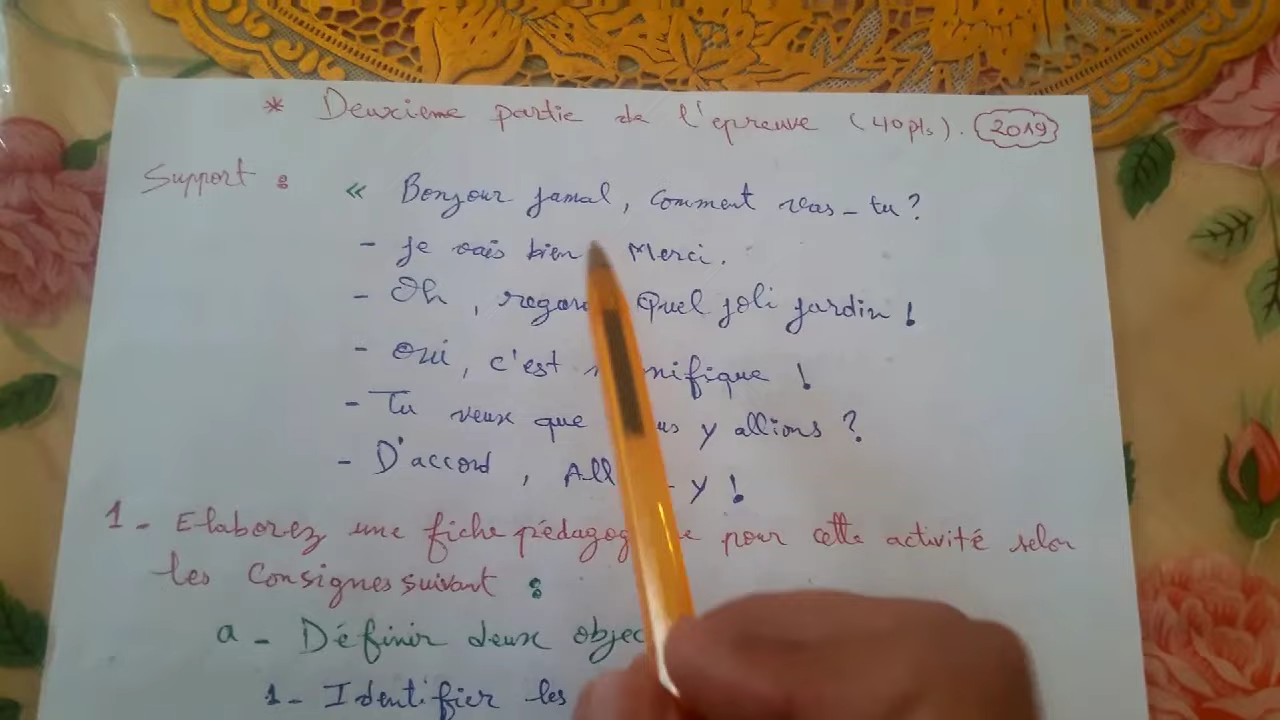 * Deuxieme partie de l'epreuve (40pts). 2019
Support : « Bonjour Jamal, comment vas-tu ?
- Je vais bien Merci.
- Oh, Quel joli jardin !
- Oui, c'est !
- Tu veux que y allions ?
- D'accord, -y !
1- Elaborez une fiche pour cette activité selon
les Consignes suivant :
a - Définir deux
1- Identifier les